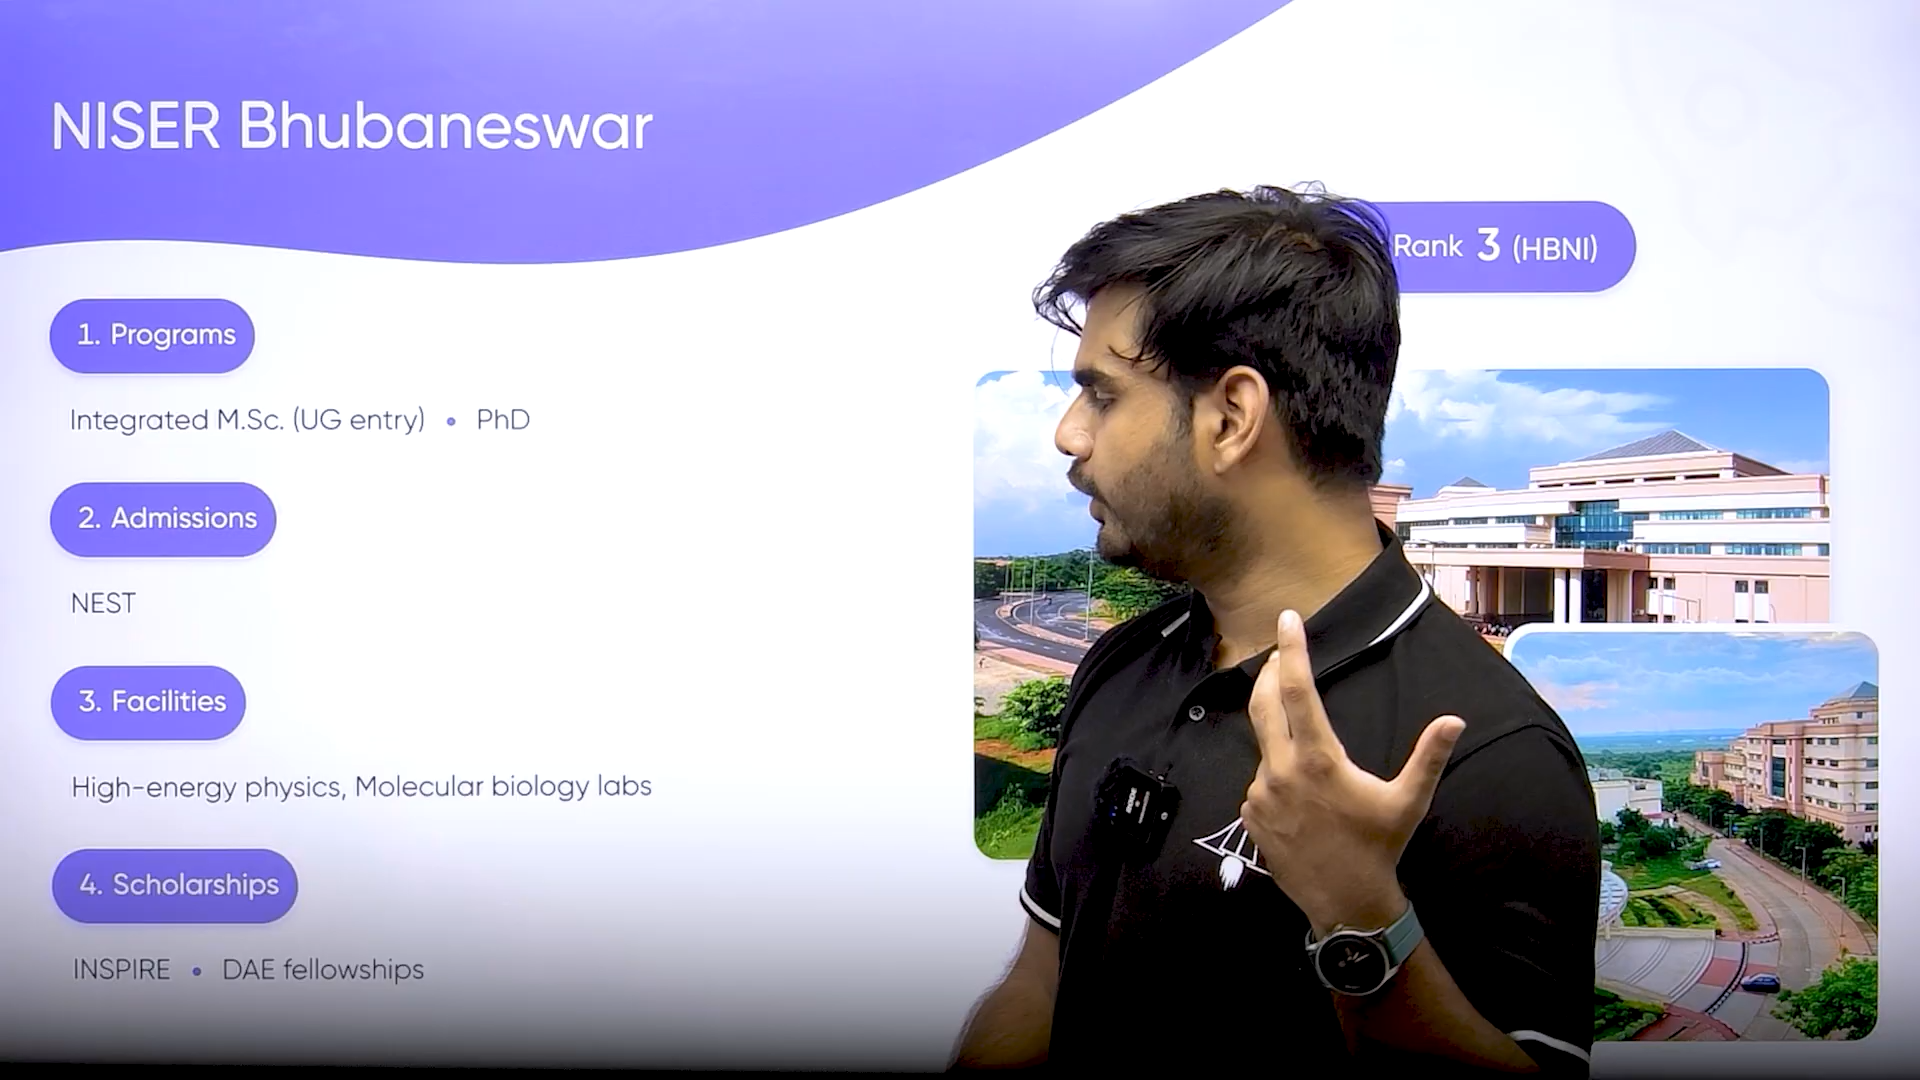 NISER Bhubaneswar
Rank 3 (HBNI)
1. Programs
Integrated M.Sc. (UG entry) • PhD
2. Admissions
NEST
3. Facilities
High-energy physics, Molecular biology labs
4. Scholarships
INSPIRE • DAE fellowships